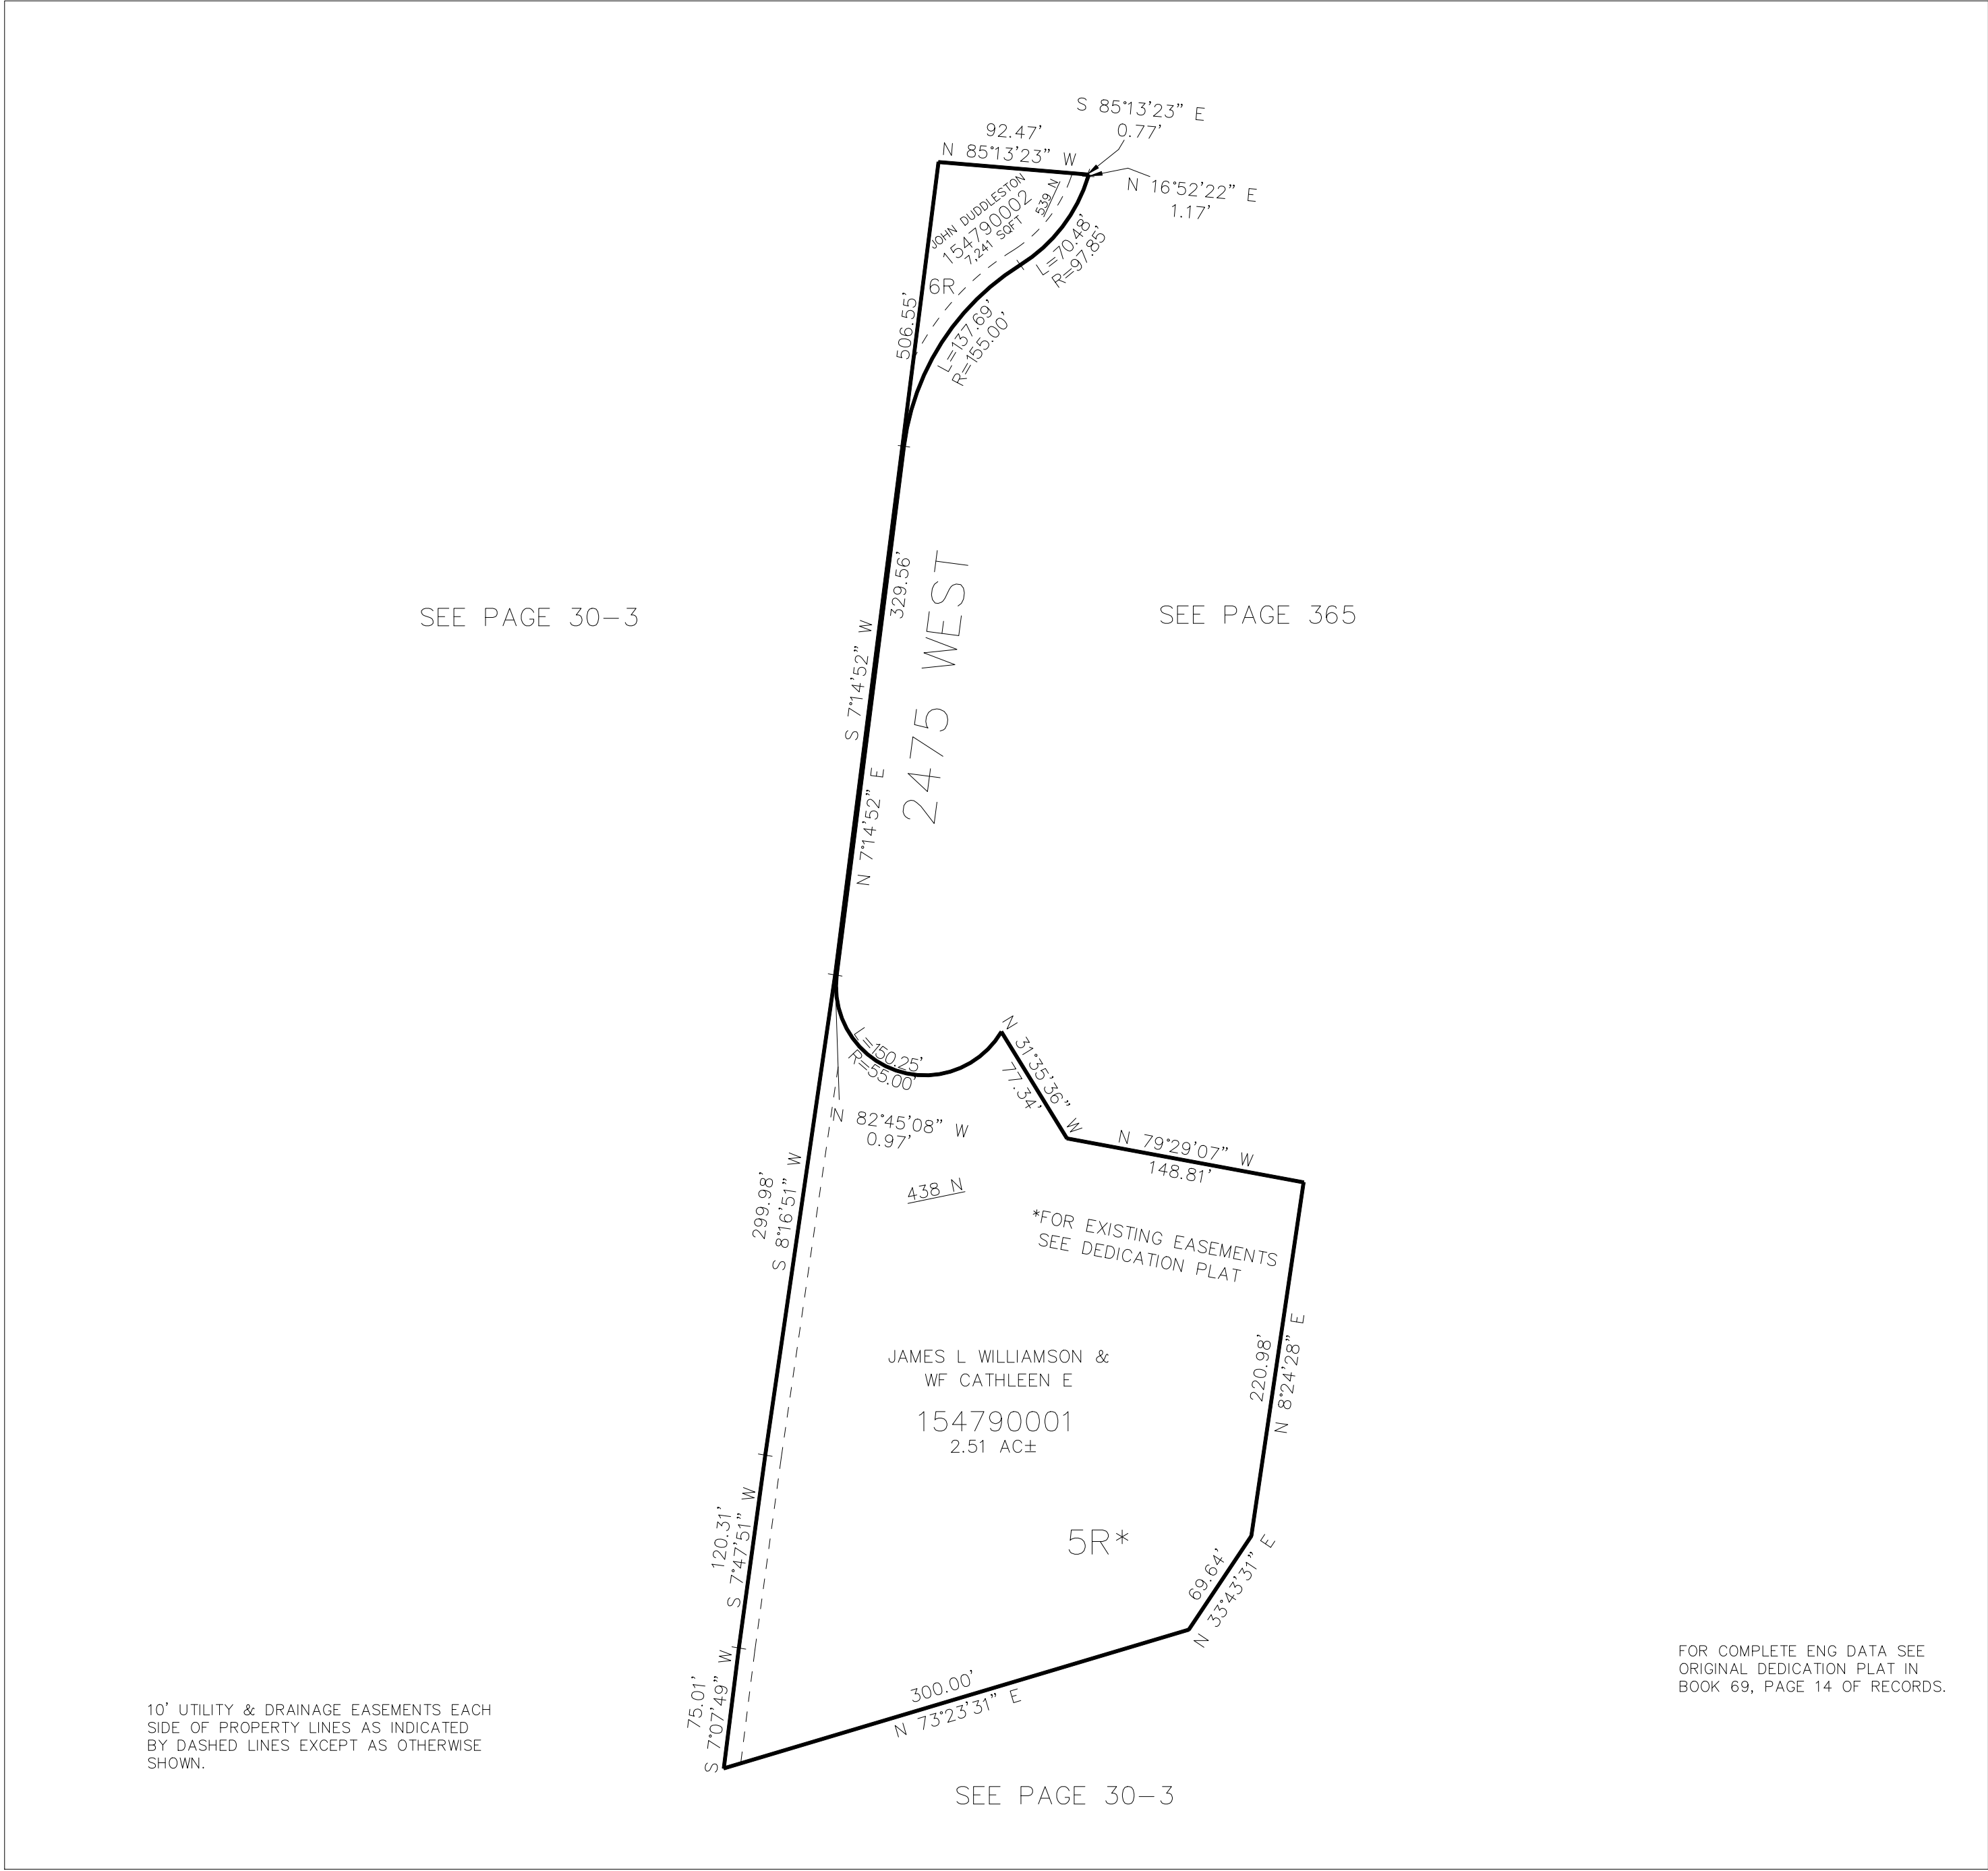 S 85°13'23" E
0.77'
92.47'
N 85°13'23" W
N 16°52'22" E
1.17'
JOHN DUDDLESTON
154790002
7,241 SQFT
539 N
6R
L=70.48'
R=97.85'
506.55'
L=137.69'
R=155.00'
329.56'
S 7°14'52" W
N 7°14'52" E
2475 WEST
SEE PAGE 30-3
SEE PAGE 365
L=150.25'
R=55.00'
N 31°35'36" W
77.34'
N 82°45'08" W
0.97'
N 79°29'07" W
148.81'
438 N
299.98'
S 8°16'51" W
*FOR EXISTING EASEMENTS
SEE DEDICATION PLAT
220.98'
N 8°24'28" E
JAMES L WILLIAMSON &
WF CATHLEEN E
154790001
2.51 AC±
120.31'
S 7°47'51" W
5R*
69.64'
N 33°43'31" E
75.01'
S 7°07'49" W
300.00'
N 73°23'31" E
10' UTILITY & DRAINAGE EASEMENTS EACH
SIDE OF PROPERTY LINES AS INDICATED
BY DASHED LINES EXCEPT AS OTHERWISE
SHOWN.
FOR COMPLETE ENG DATA SEE
ORIGINAL DEDICATION PLAT IN
BOOK 69, PAGE 14 OF RECORDS.
SEE PAGE 30-3